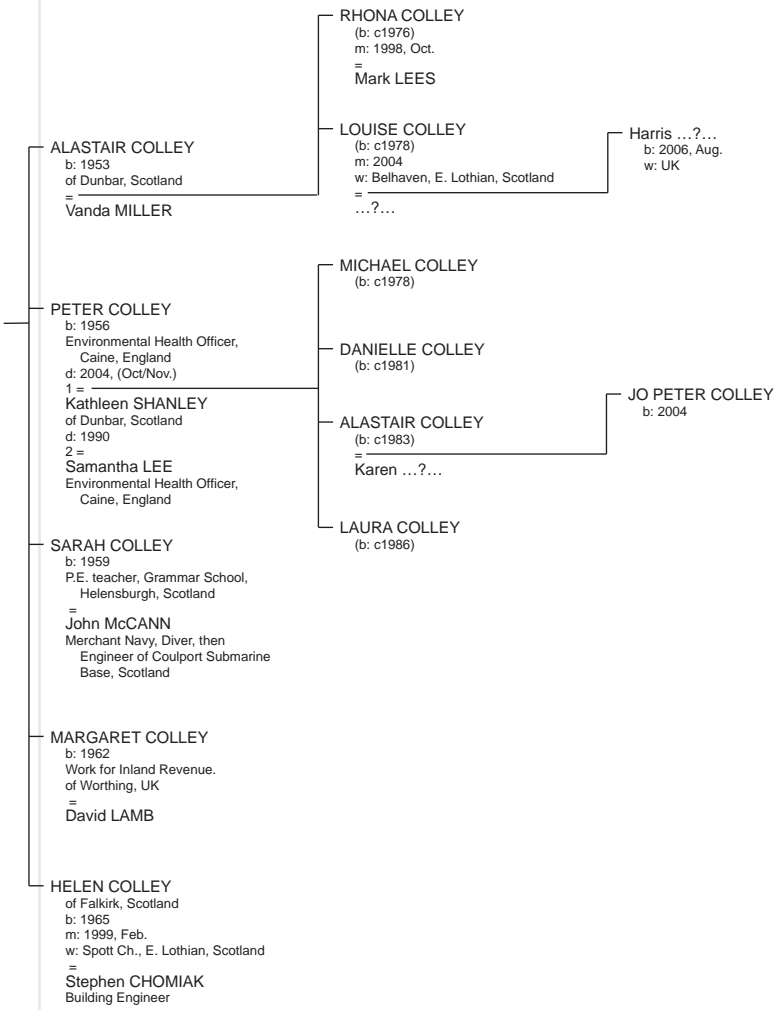 RHONA COLLEY
(b: c1976)
m: 1998, Oct.
=
Mark LEES
LOUISE COLLEY
(b: c1978)
m: 2004
w: Belhaven, E. Lothian, Scotland
=
…?…
Harris …?…
b: 2006, Aug.
w: UK
ALASTAIR COLLEY
b: 1953
of Dunbar, Scotland
=
Vanda MILLER
MICHAEL COLLEY
(b: c1978)
PETER COLLEY
b: 1956
Environmental Health Officer,
Caine, England
d: 2004, (Oct/Nov.)
1 =
Kathleen SHANLEY
of Dunbar, Scotland
d: 1990
2 =
Samantha LEE
Environmental Health Officer,
Caine, England
DANIELLE COLLEY
(b: c1981)
ALASTAIR COLLEY
(b: c1983)
=
Karen …?…
JO PETER COLLEY
b: 2004
LAURA COLLEY
(b: c1986)
SARAH COLLEY
b: 1959
P.E. teacher, Grammar School,
Helensburgh, Scotland
=
John McCANN
Merchant Navy, Diver, then
Engineer of Coulport Submarine
Base, Scotland
MARGARET COLLEY
b: 1962
Work for Inland Revenue.
of Worthing, UK
=
David LAMB
HELEN COLLEY
of Falkirk, Scotland
b: 1965
m: 1999, Feb.
w: Spott Ch., E. Lothian, Scotland
=
Stephen CHOMIAK
Building Engineer